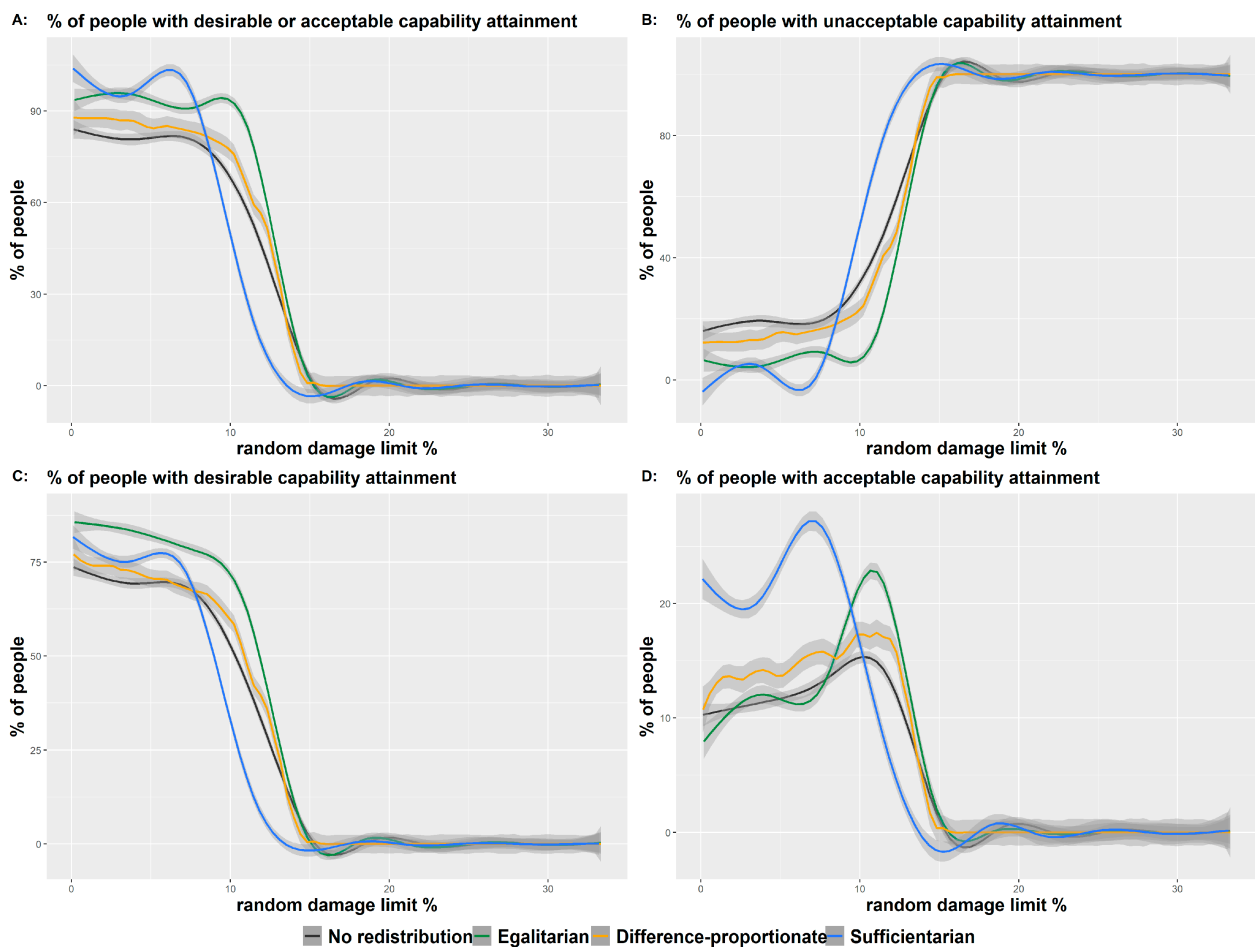 A: % of people with desirable or acceptable capability attainment
B: % of people with unacceptable capability attainment
% of people
90
60
30
0
0 10 20 30
random damage limit %
% of people
80
40
0
0 10 20 30
random damage limit %
C: % of people with desirable capability attainment
D: % of people with acceptable capability attainment
% of people
75
50
25
0
0 10 20 30
random damage limit %
% of people
20
10
0
0 10 20 30
random damage limit %
No redistribution Egalitarian Difference-proportionate Sufficientarian